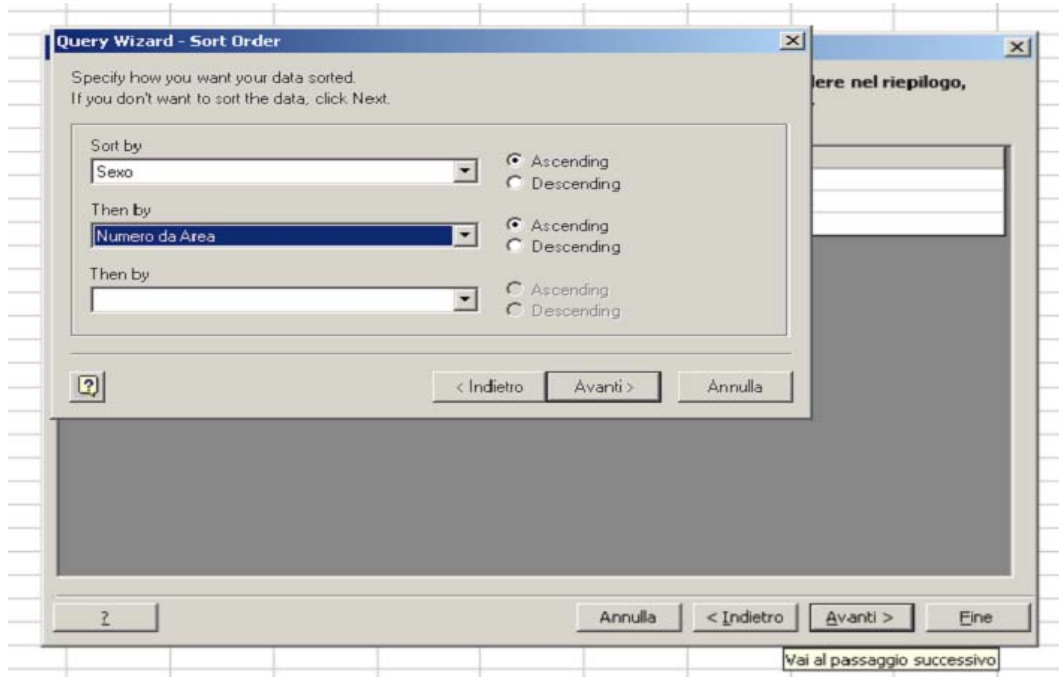 Query Wizard - Sort Order
Specify how you want your data sorted.
If you don't want to sort the data, click Next.
Sort by
Sexo
Ascending
Descending
Then by
Numero da Area
Ascending
Descending
Then by
Ascending
Descending
< Indietro
Avanti >
Annulla
nel riepilogo,
?
Annulla
< Indietro
Avanti >
Fine
Vai al passaggio successivo